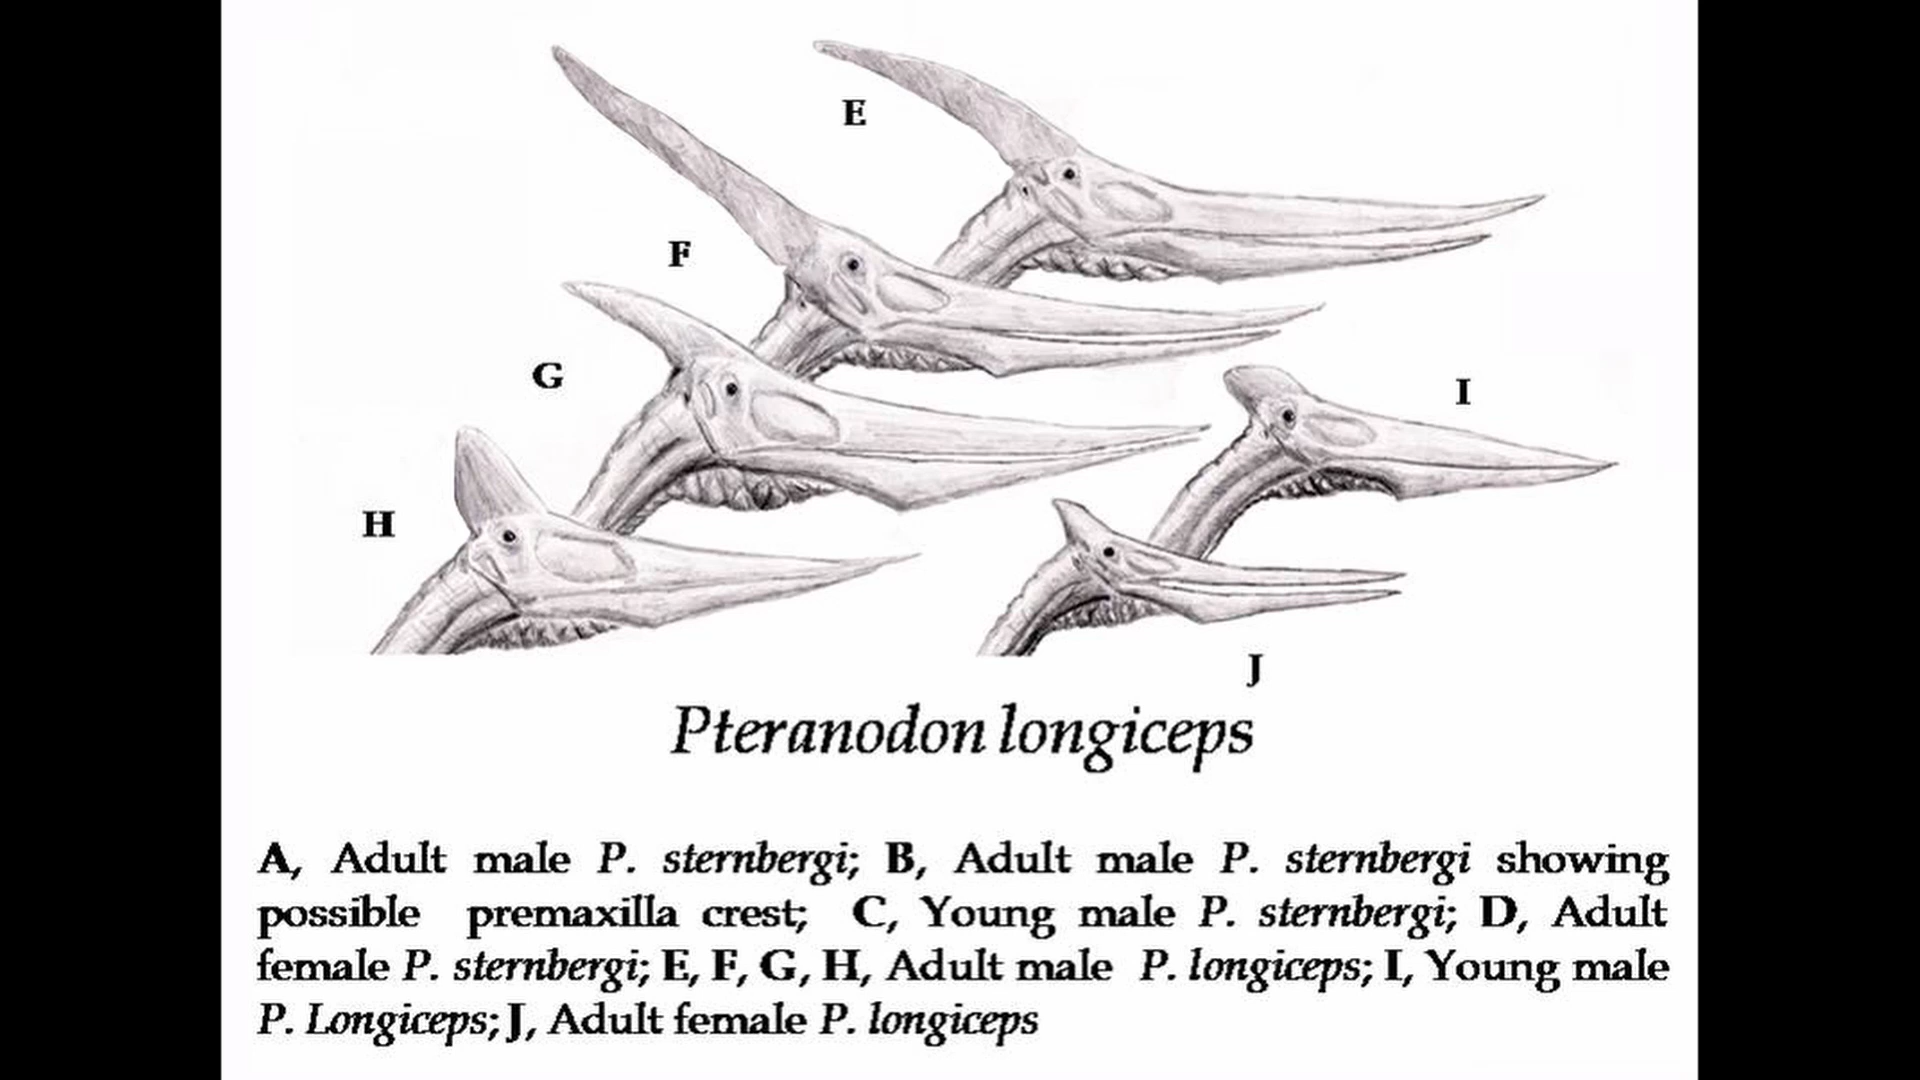 E
F
G
I
H
J
Pteranodon longiceps
A, Adult male P. sternbergi; B, Adult male P. sternbergi showing
possible premaxilla crest; C, Young male P. sternbergi; D, Adult
female P. sternbergi; E, F, G, H, Adult male P. longiceps; I, Young male
P. Longiceps; J, Adult female P. longiceps